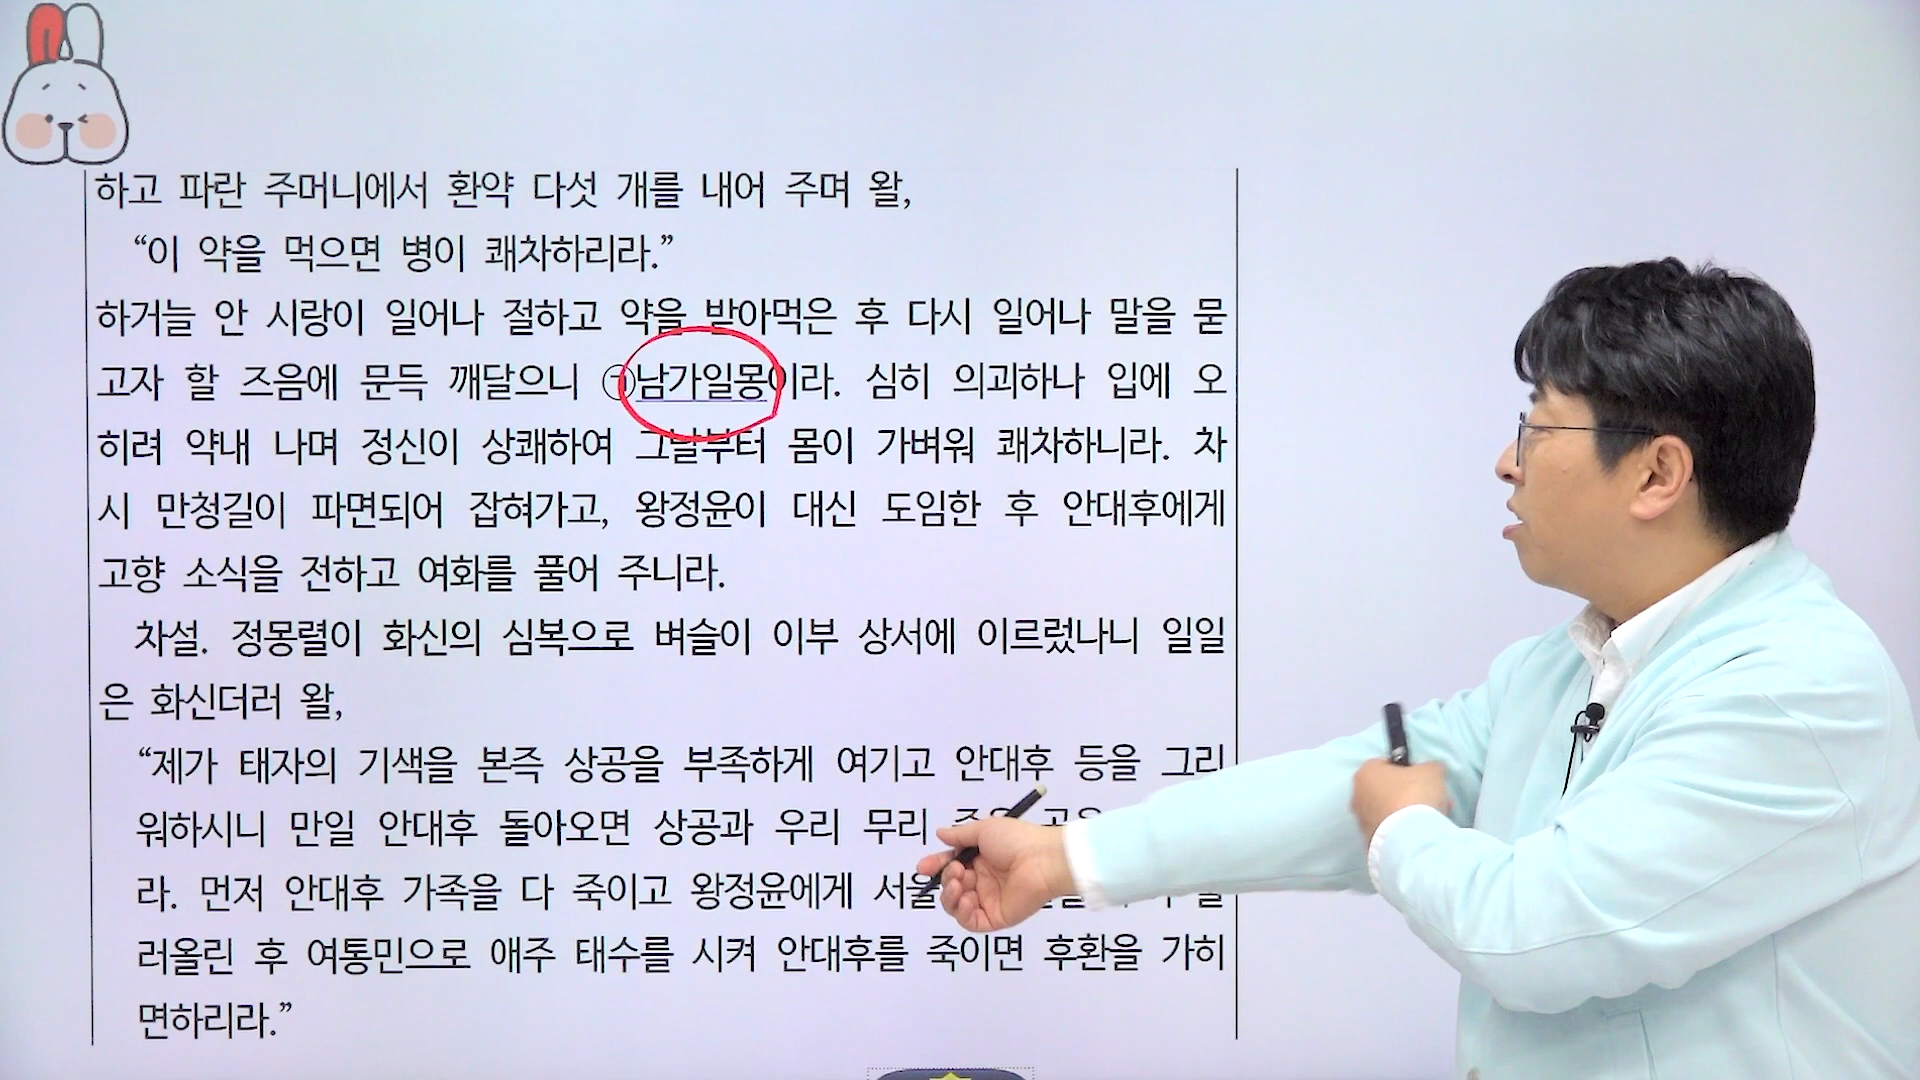 하고 파란 주머니에서 환약 다섯 개를 내어 주며 왈,
“이 약을 먹으면 병이 쾌차하리라.”
하거늘 안 시랑이 일어나 절하고 약을 받아먹은 후 다시 일어나 말을 묻
고자 할 즈음에 문득 깨달으니 ㉠남가일몽이라. 심히 의괴하나 입에 오
히려 약내 나며 정신이 상쾌하여 그날부터 몸이 가벼워 쾌차하니라. 차
시 만청길이 파면되어 잡혀가고, 왕정윤이 대신 도임한 후 안대후에게
고향 소식을 전하고 여화를 풀어 주니라.
차설. 정몽렬이 화신의 심복으로 벼슬이 이부 상서에 이르렀나니 일일
은 화신더러 왈,
“제가 태자의 기색을 본즉 상공을 부족하게 여기고 안대후 등을 그리
워하시니 만일 안대후 돌아오면 상공과 우리 무리
라. 먼저 안대후 가족을 다 죽이고 왕정윤에게 서울
러올린 후 여통민으로 애주 태수를 시켜 안대후를 죽이면 후환을 가히
면하리라.”